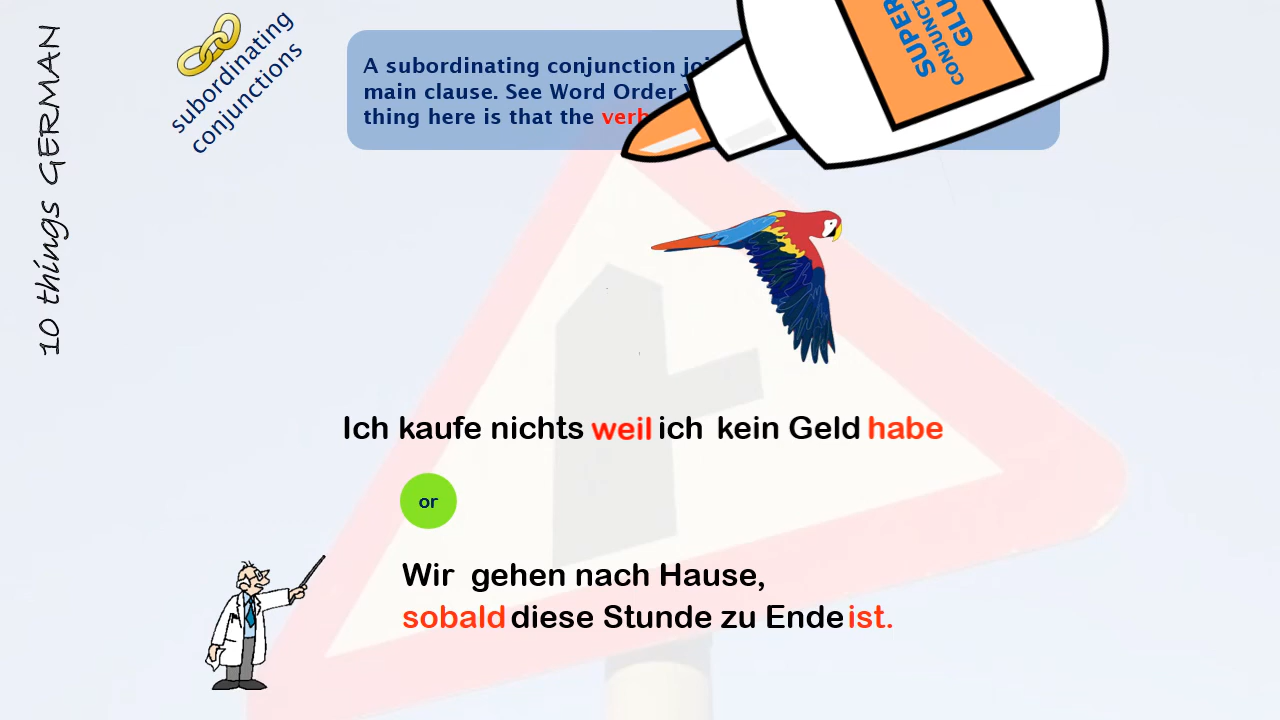 10 things GERMAN
subordinating
conjunctions
A subordinating conjunction
main clause. See Word Order
thing here is that the verb
SUPER
GLU
Ich kaufe nichts weil ich kein Geld habe
or
Wir gehen nach Hause,
sobald diese Stunde zu Ende ist.